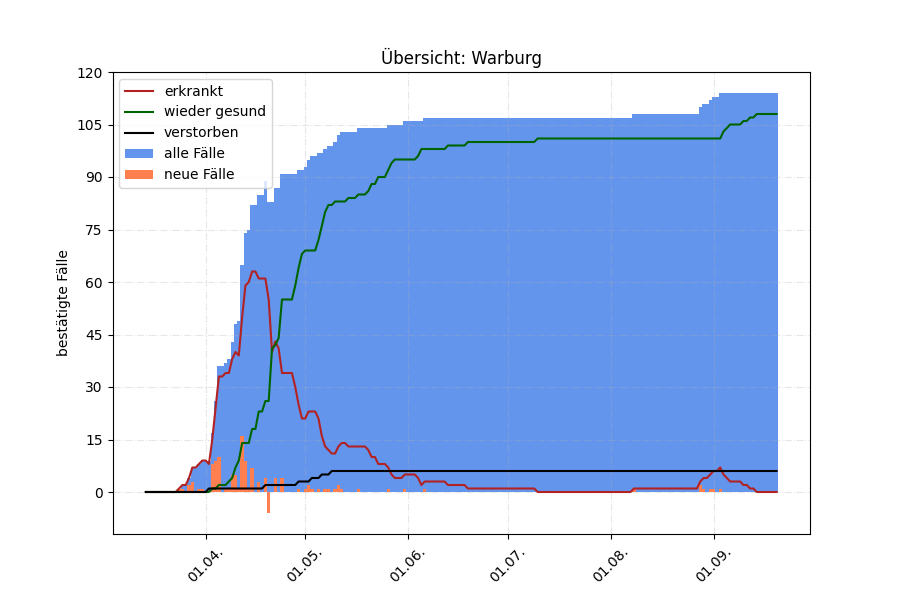 Übersicht: Warburg
120
105
90
75
60
45
30
15
0
bestätigte Fälle
erkrankt
wieder gesund
verstorben
alle Fälle
neue Fälle
01.04.
01.05.
01.06.
01.07.
01.08.
01.09.